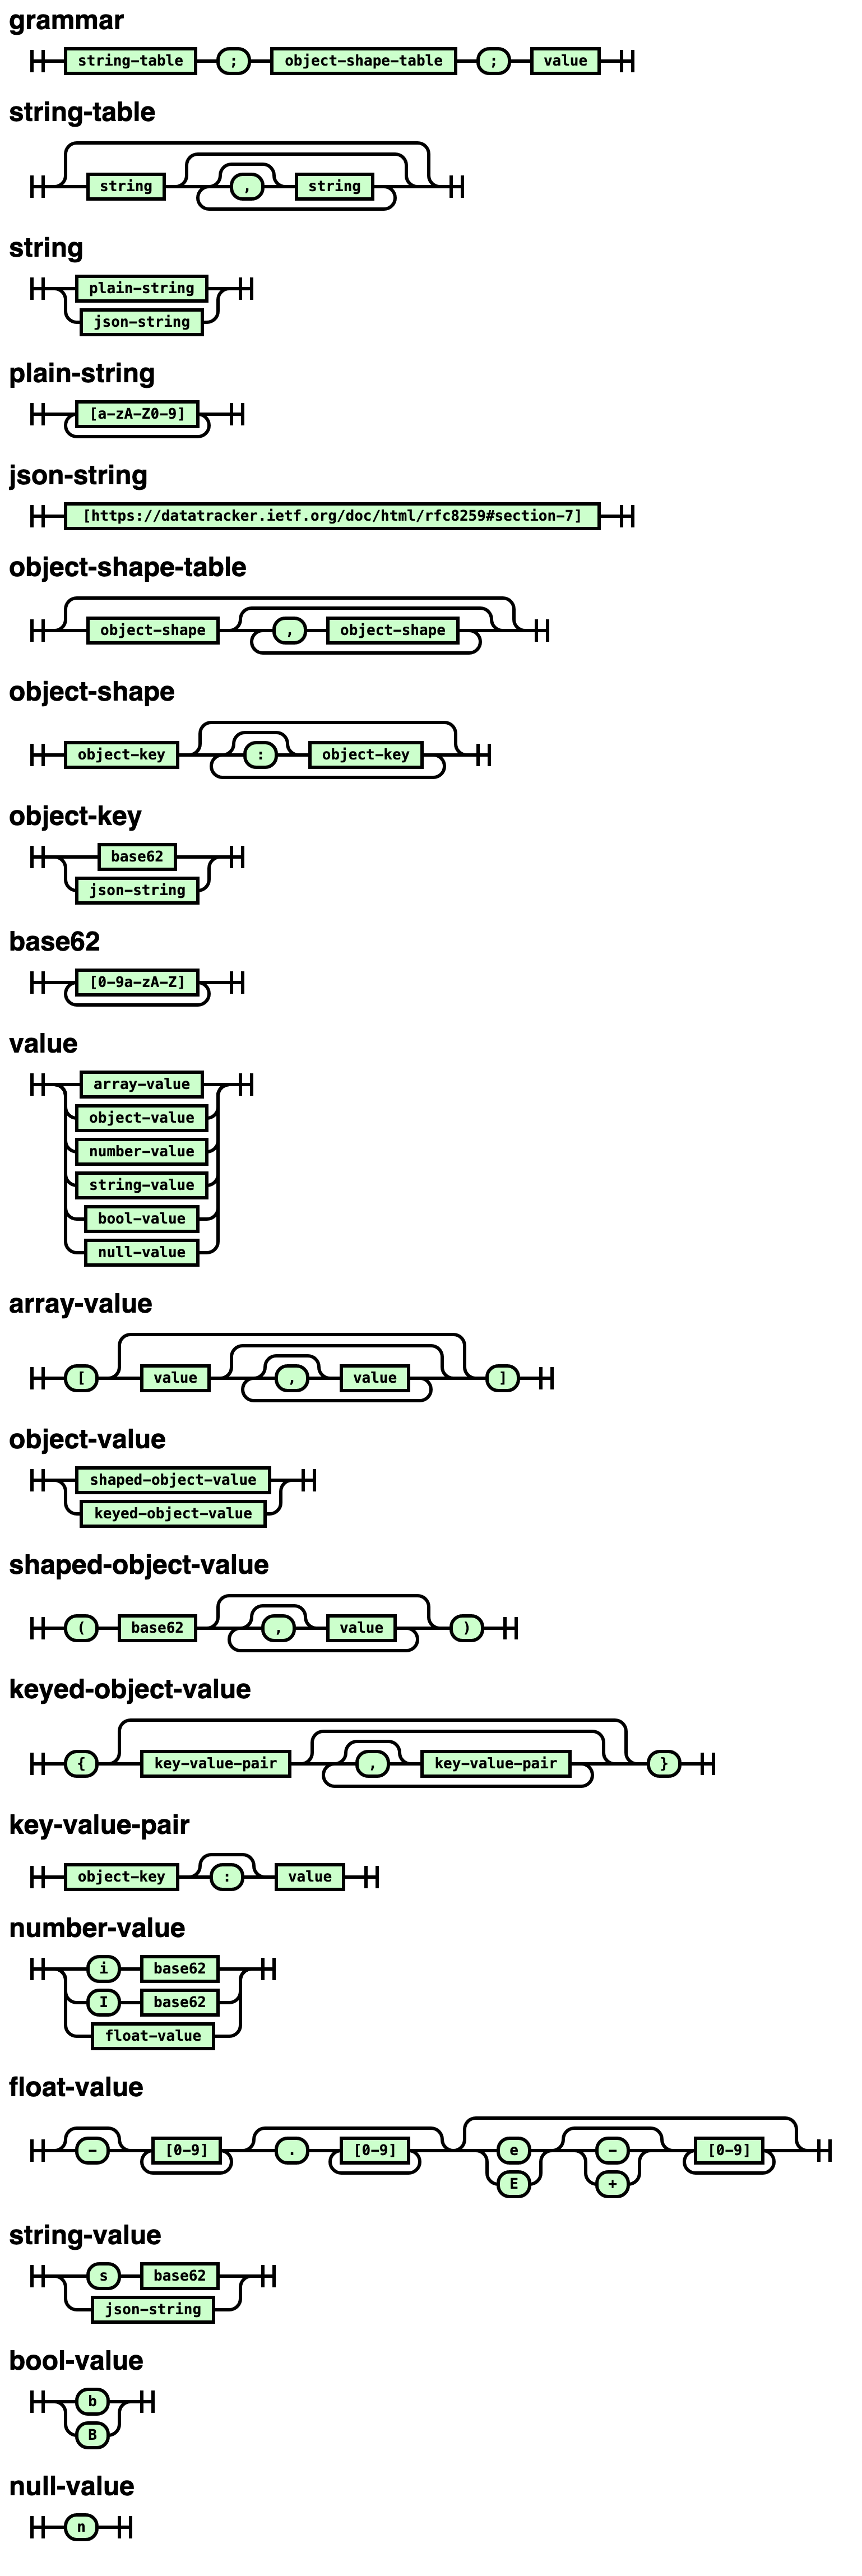 grammar
string-table ; object-shape-table ; value
string-table
string , string
string
plain-string
json-string
plain-string
[a-zA-Z0-9]
json-string
[https://datatracker.ietf.org/doc/html/rfc8259#section-7]
object-shape-table
object-shape , object-shape
object-shape
object-key : object-key
object-key
base62
json-string
base62
[0-9a-zA-Z]
value
array-value
object-value
number-value
string-value
bool-value
null-value
array-value
[ value , value ]
object-value
shaped-object-value
keyed-object-value
shaped-object-value
( base62 , value )
keyed-object-value
{ key-value-pair , key-value-pair }
key-value-pair
object-key : value
number-value
i base62
I base62
float-value
float-value
- [0-9] . [0-9] e - [0-9]
E +
string-value
s base62
json-string
bool-value
b
B
null-value
n